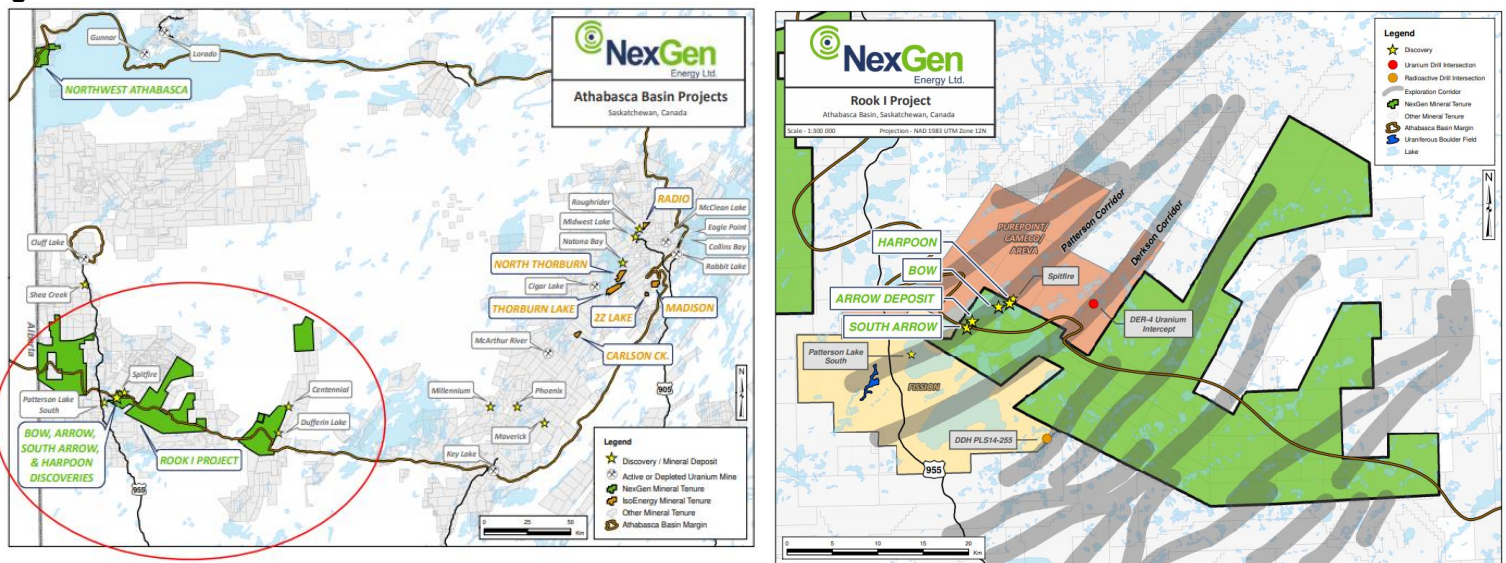 NexGen
Energy Ltd.
Athabasca Basin Projects
Saskatchewan, Canada
Gunnar
Lorado
NORTHWEST ATHABASCA
Roughrider
RADIO
Midwest Lake
McClean Lake
Natona Bay
Eagle Point
Collins Bay
Rabbit Lake
NORTH THORBURN
Cigar Lake
THORBURN LAKE
2Z LAKE
MADISON
CARLSON CK.
McArthur River
Cluff Lake
Shea Creek
Alberta
Spitfire
Patterson Lake
South
Centennial
Dufferin Lake
BOW, ARROW,
SOUTH ARROW,
& HARPOON
DISCOVERIES
ROOK I PROJECT
955
Millennium
Phoenix
Maverick
Key Lake
905
N
Legend
Discovery / Mineral Deposit
Active or Depleted Uranium Mine
NexGen Mineral Tenure
IsoEnergy Mineral Tenure
Other Mineral Tenure
Athabasca Basin Margin
0 25 50
Km
NexGen
Energy Ltd.
Rook I Project
Athabasca Basin, Saskatchewan, Canada
Scale - 1:300 000 Projection - NAD 1983 UTM Zone 12N
Legend
Discovery
Uranium Drill Intersection
Radioactive Drill Intersection
Exploration Corridor
NexGen Mineral Tenure
Other Mineral Tenure
Athabasca Basin Margin
Uraniferous Boulder Field
Lake
N
PUREPOINT/
CAMECO/
AREVA
Patterson Corridor
Derkson Corridor
HARPOON
BOW
Spitfire
ARROW DEPOSIT
SOUTH ARROW
DER-4 Uranium
Intercept
Patterson Lake
South
FISSION
DDH PLS14-255
955
0 5 10 15 20
Km